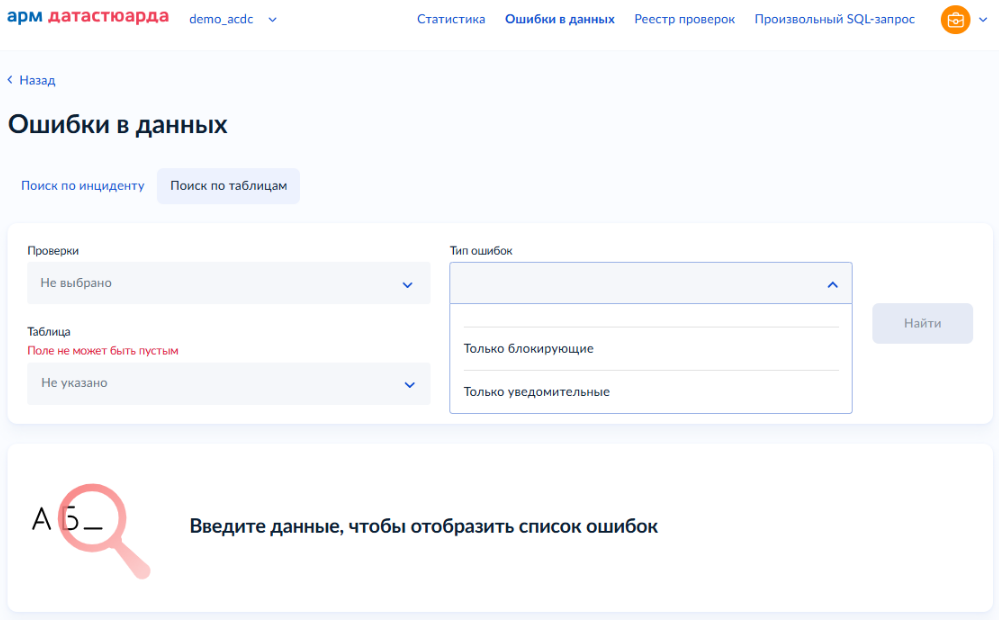 арм датастюарда demo_acdc Статистика Ошибки в данных Реестр проверок Произвольный SQL-запрос
Назад
Ошибки в данных
Поиск по инциденту Поиск по таблицам
Проверки Тип ошибок
Не выбрано
Найти
Таблица
Поле не может быть пустым Только блокирующие
Не указано Только уведомительные
А Б_ Введите данные, чтобы отобразить список ошибок